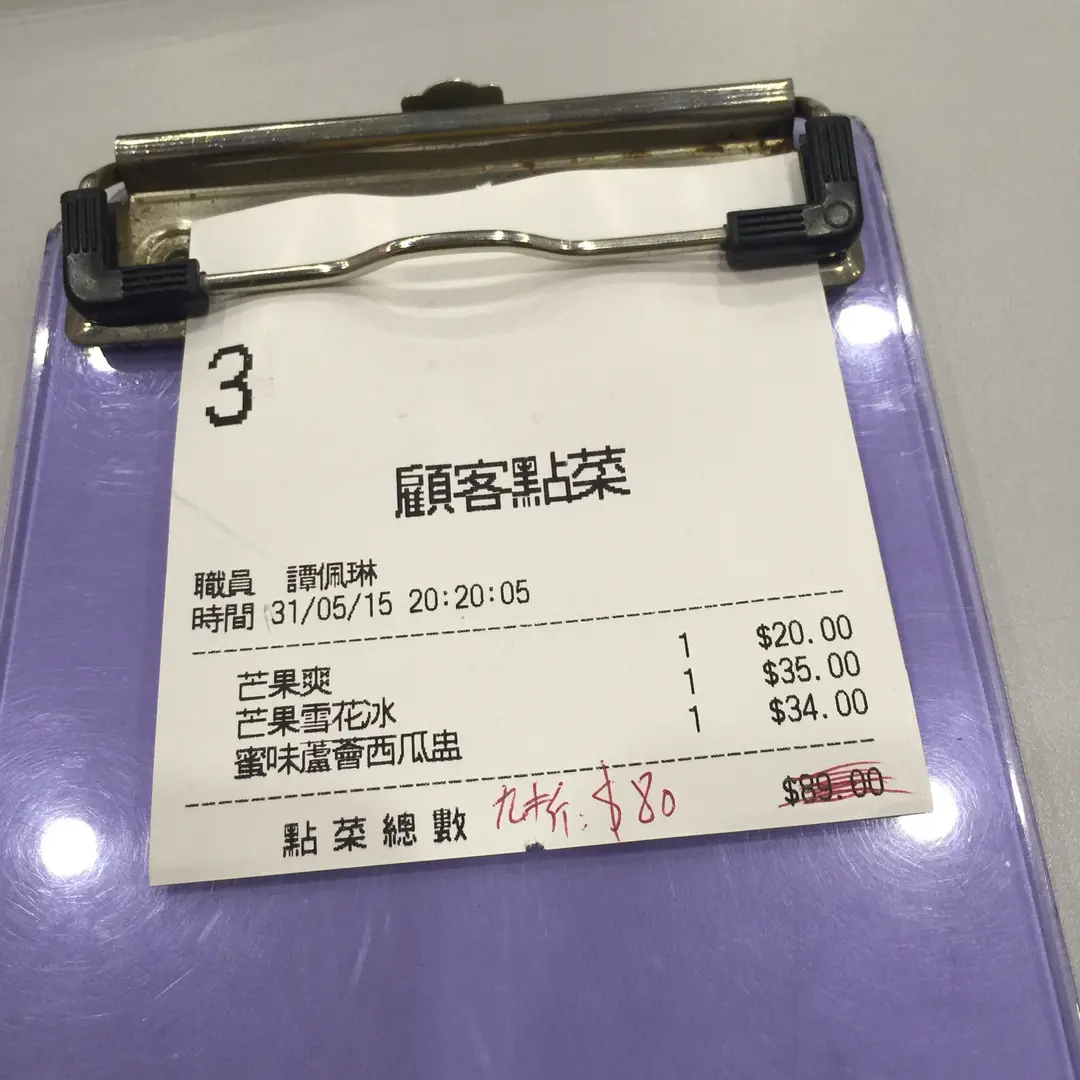 3
顧客點菜
職員 譚佩琳
時間 31/05/15 20:20:05
芒果爽 1 $20.00
芒果雪花冰 1 $35.00
蜜味蘆薈西瓜盅 1 $34.00
點菜總數 九折:$80 $89.00